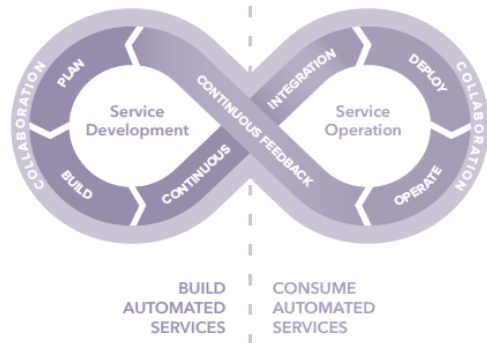 COLLABORATION
PLAN
BUILD
Service
Development
CONTINUOUS INTEGRATION
CONTINUOUS FEEDBACK
Service
Operation
DEPLOY
OPERATE
COLLABORATION
BUILD
AUTOMATED
SERVICES
CONSUME
AUTOMATED
SERVICES